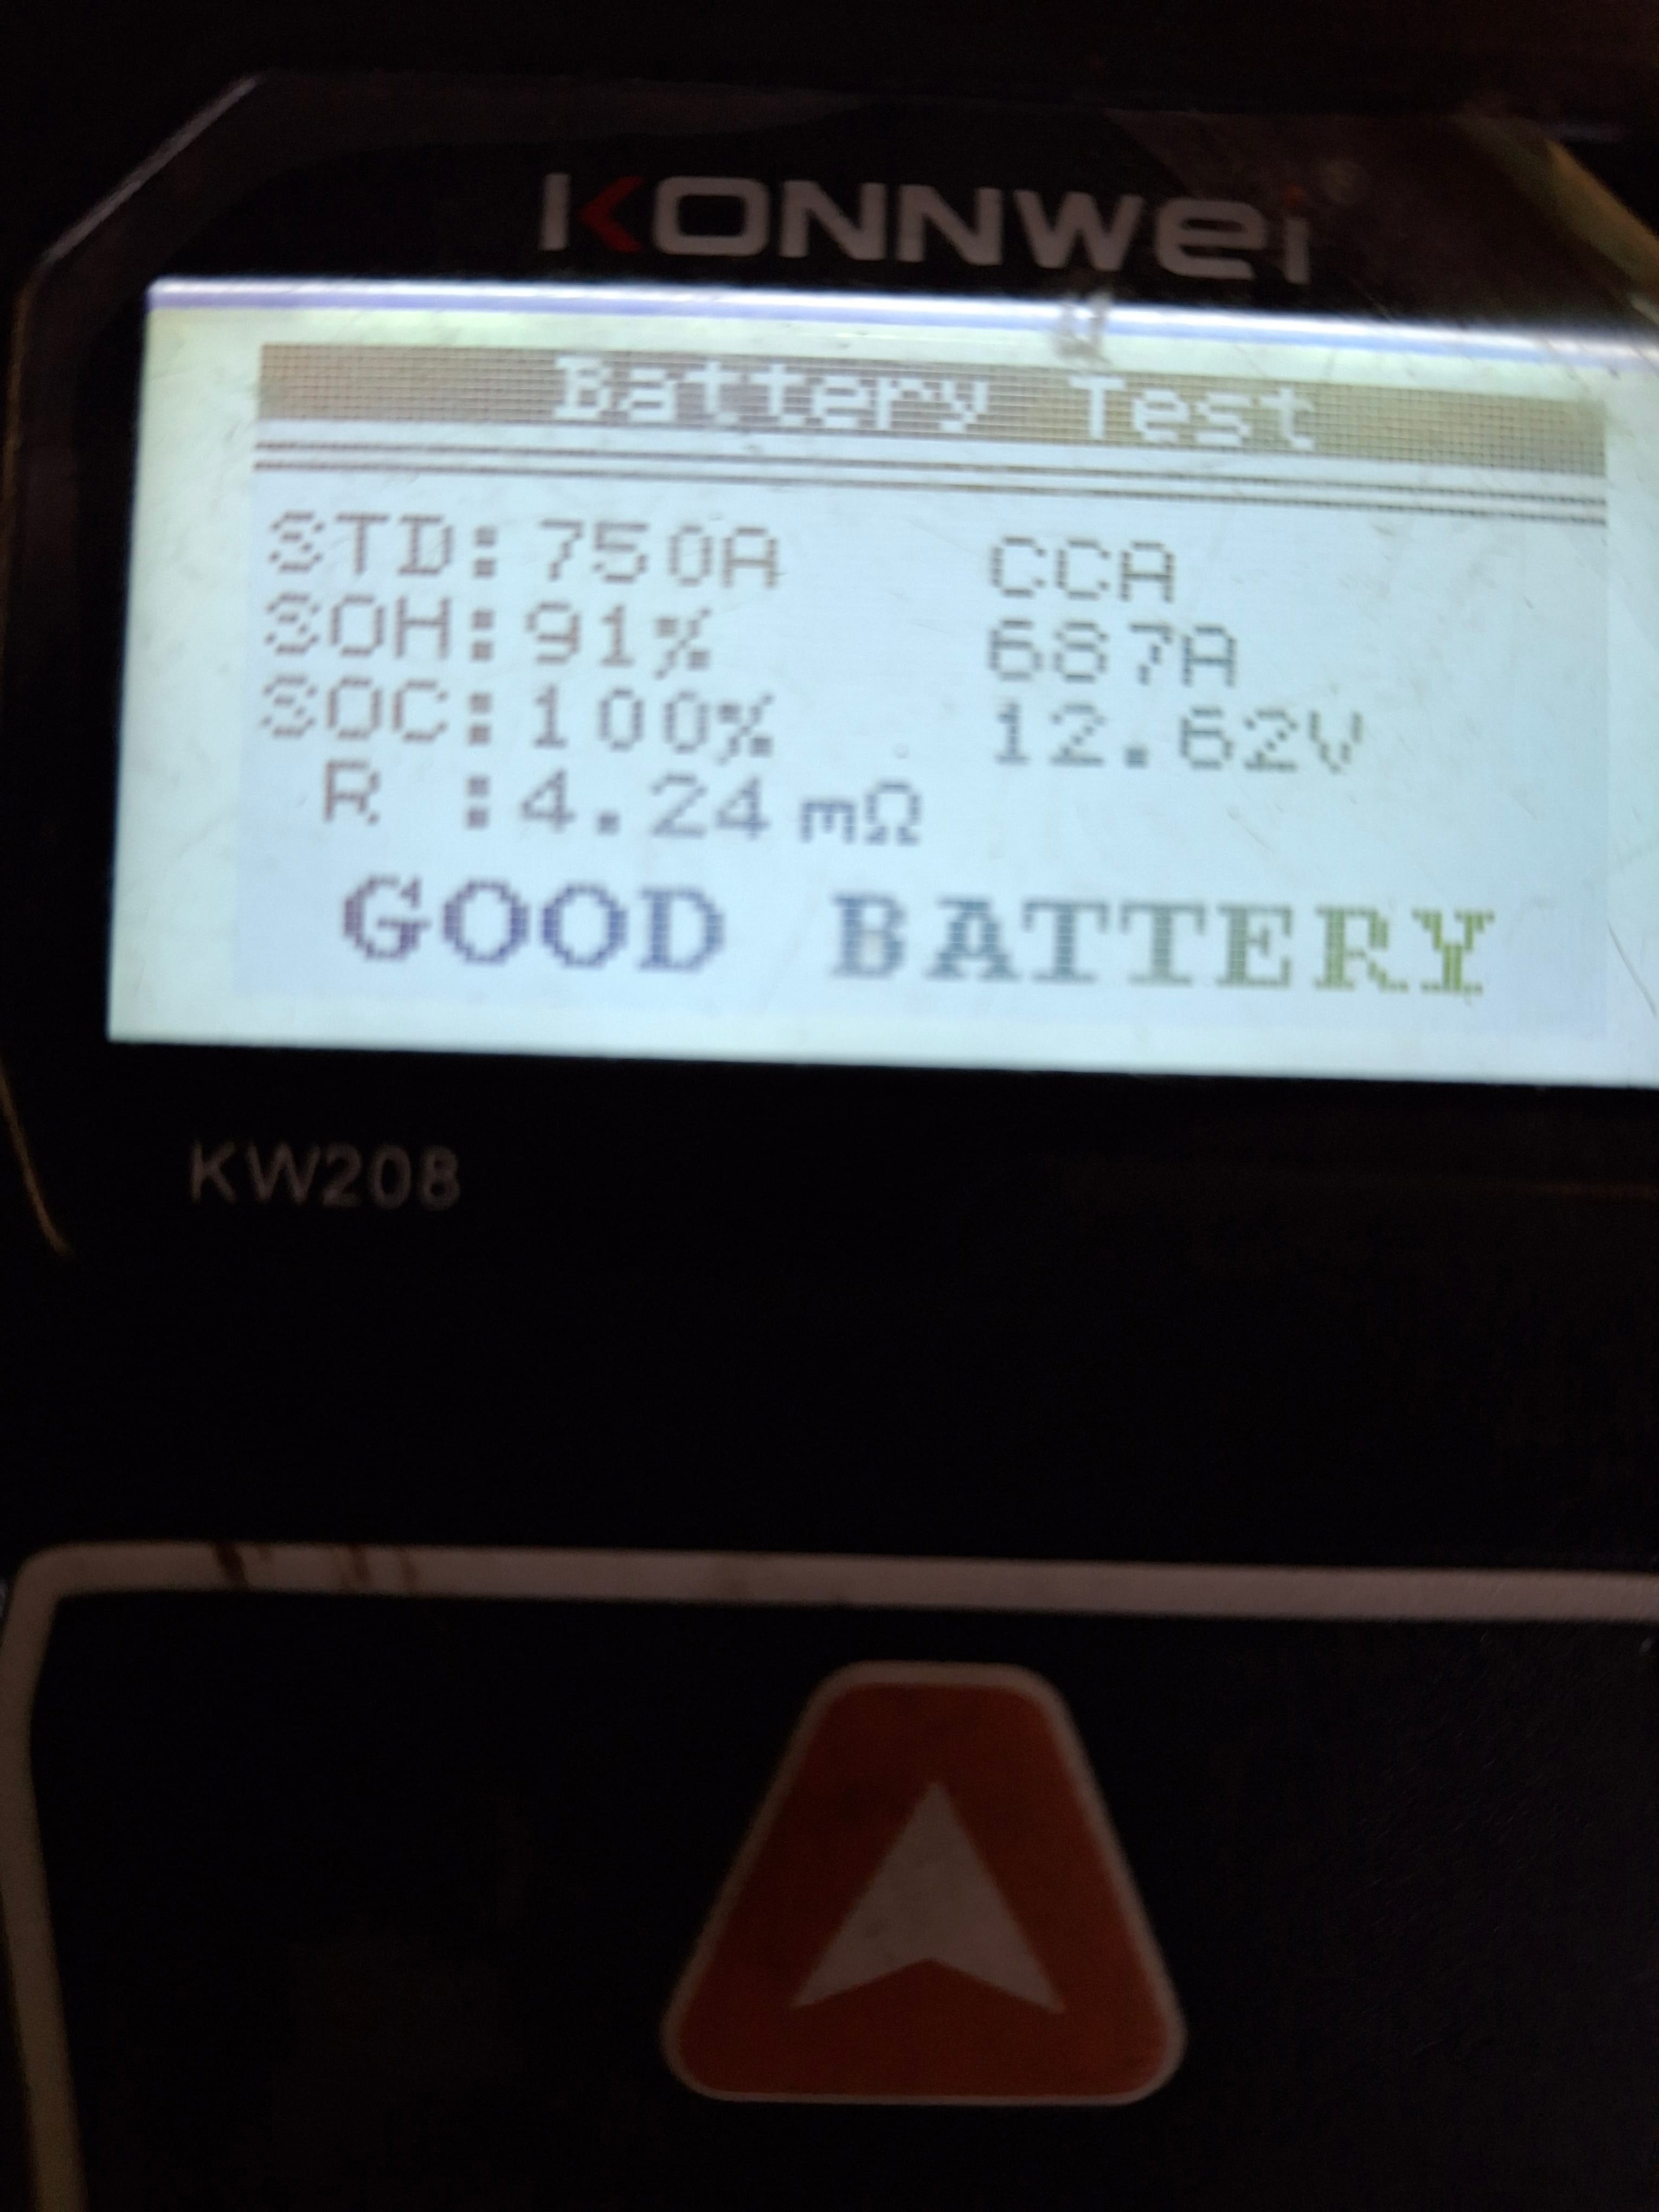 KONNWEI
Battery Test
STD:750A CCA
SOH:91% 687A
SOC:100% 12.62V
R :4.24mΩ
GOOD BATTERY
KW208